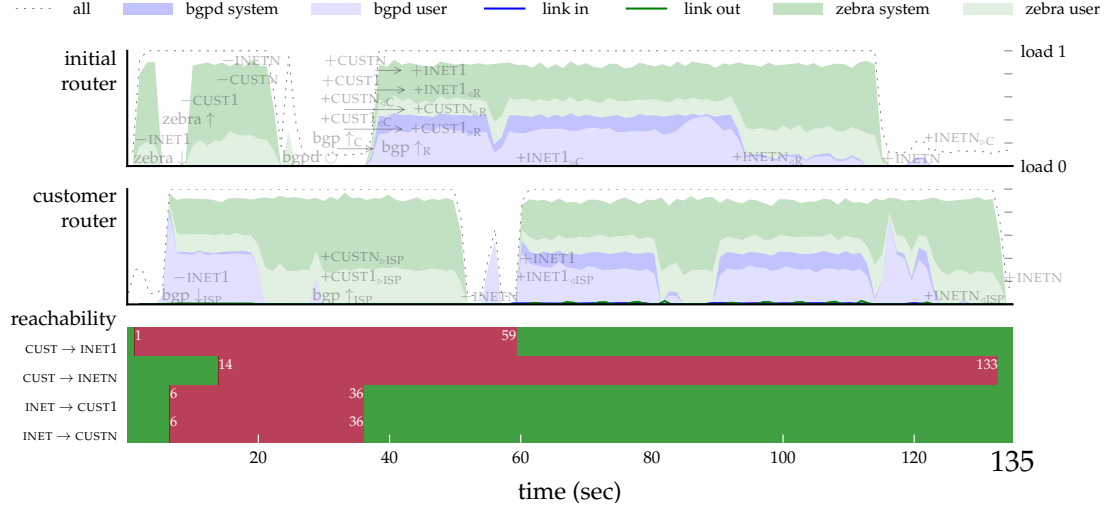 all bgpd system bgpd user link in link out zebra system zebra user
initial router
load 1
load 0
−INETN
−CUSTN
−CUST1
zebra ↑
−INET1
zebra ↓
bgpd
+CUSTN
+CUST1
+CUSTN◁C
+CUST1◁C
bgp ↑C
+INET1
+INET1◁R
+CUSTN▷R
+CUST1▷R
bgp ↑R
+INET1▷C
+INETN◁R
−INETN
+INETN▷C
customer router
−INET1
bgp ↓ISP
+CUSTN▷ISP
+CUST1▷ISP
bgp ↑ISP
−INETN
+INET1
+INET1◁ISP
+INETN
+INETN◁ISP
reachability
CUST → INET1 1 59
CUST → INETN 14 133
INET → CUST1 6 36
INET → CUSTN 6 36
20 40 60 80 100 120 135
time (sec)